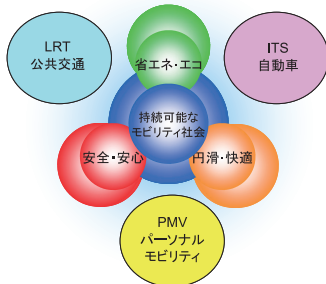 LRT
公共交通
省エネ・エコ
ITS
自動車
持続可能な
モビリティ社会
安全・安心
円滑・快適
PMV
パーソナル
モビリティ